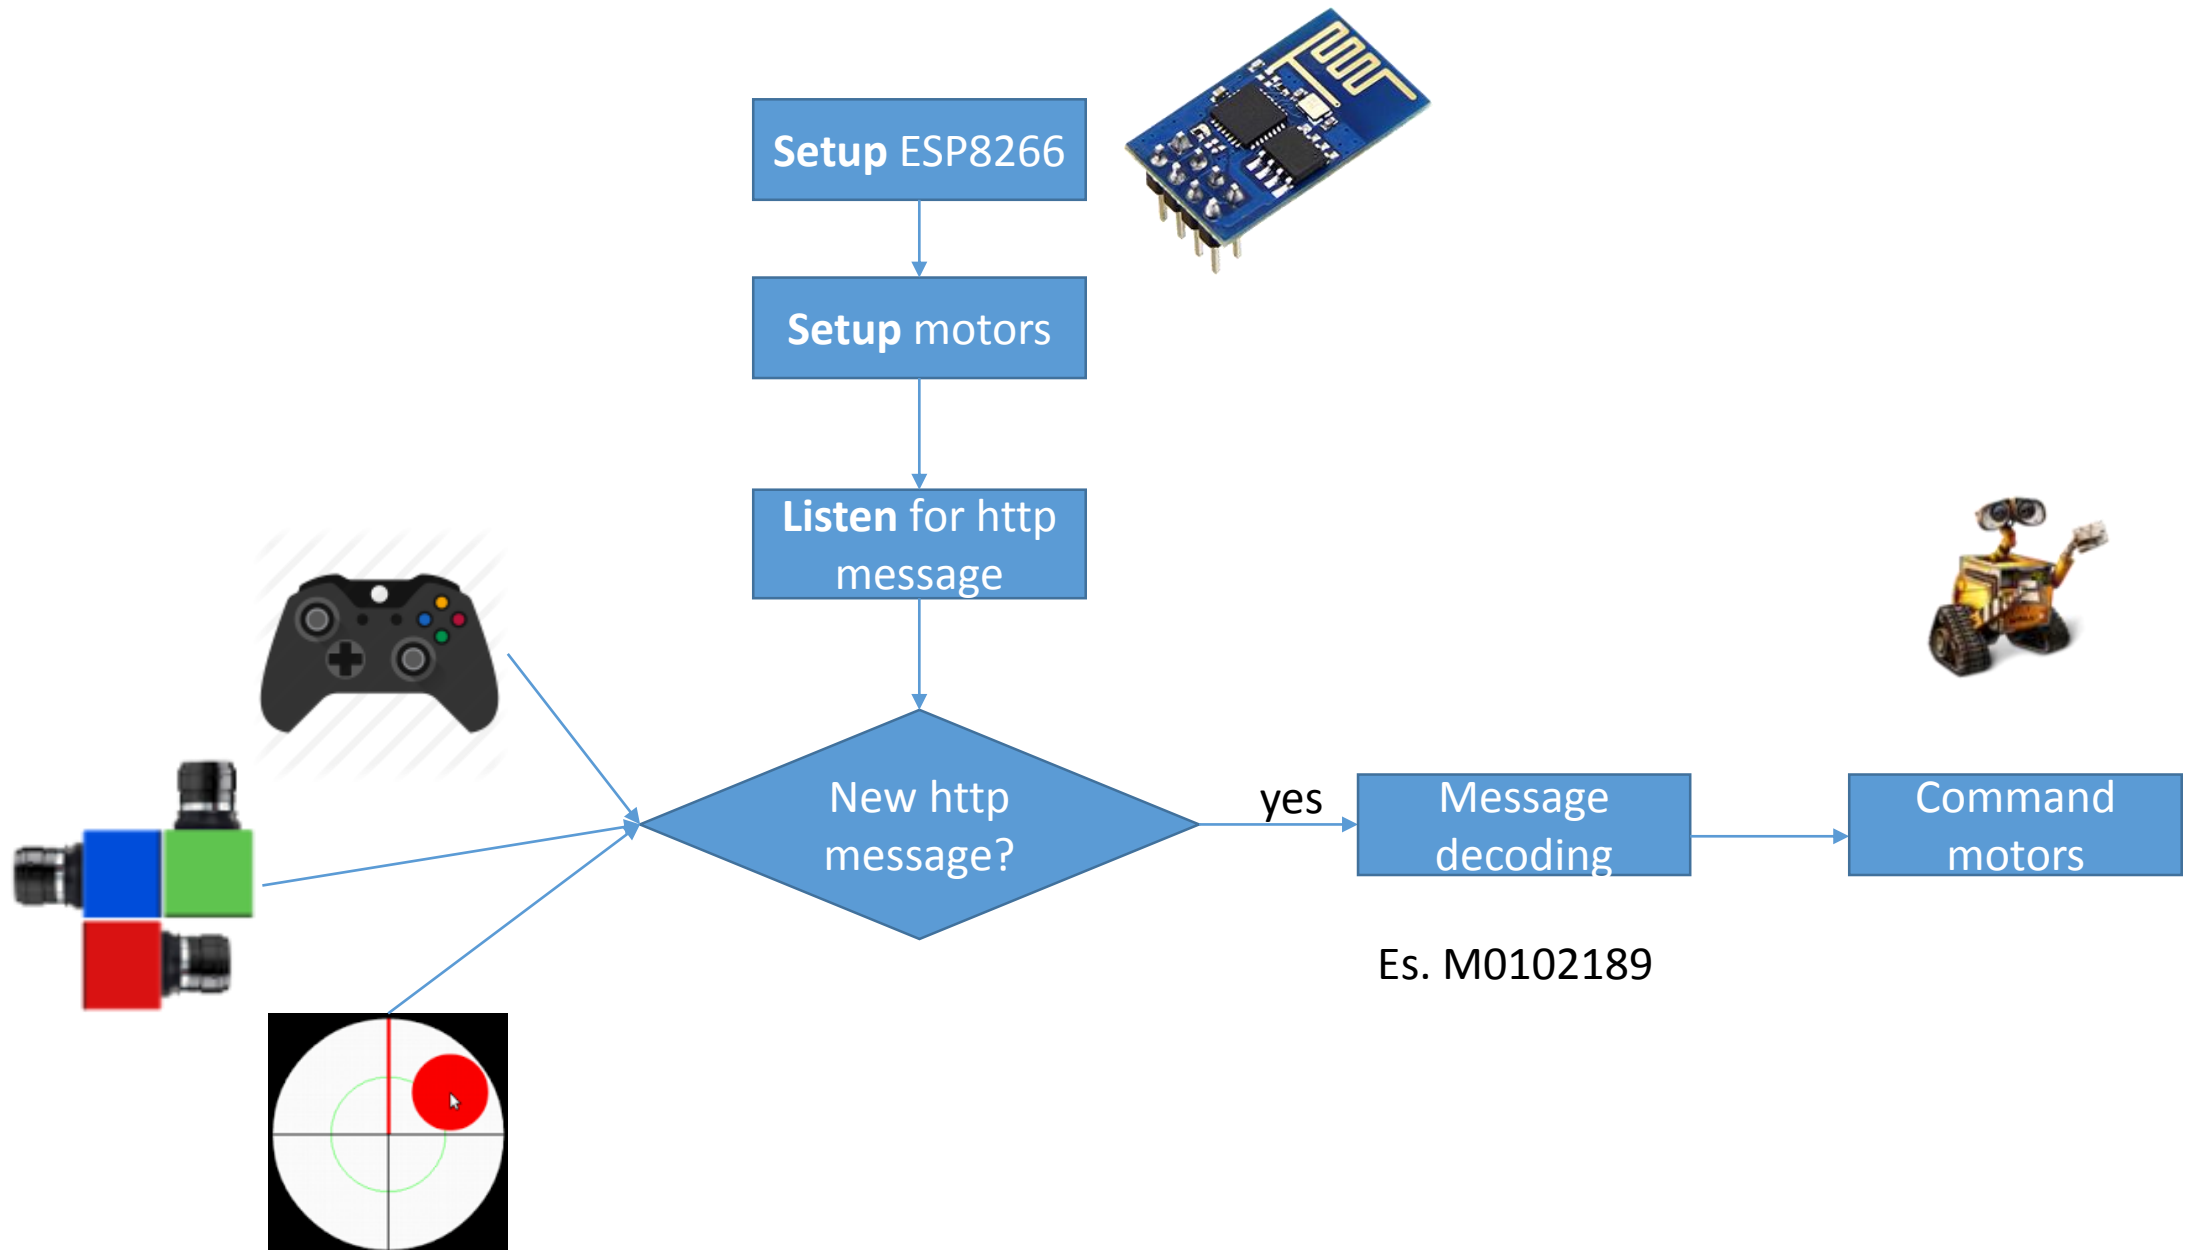 Setup ESP8266
Setup motors
Listen for http
message
New http
message?
yes
Message
decoding
Command
motors
Es. M0102189